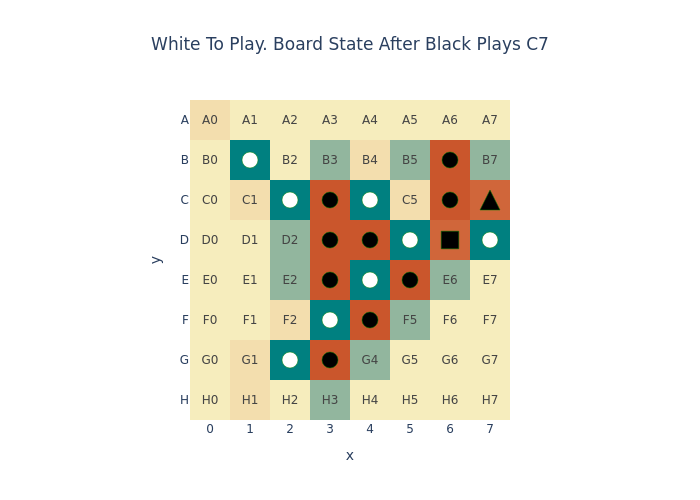 White To Play. Board State After Black Plays C7
A A0 A1 A2 A3 A4 A5 A6 A7
B B0 B2 B3 B4 B5 B7
C C0 C1 C5
D D0 D1 D2
E E0 E1 E2 E6 E7
F F0 F1 F2 F5 F6 F7
G G0 G1 G4 G5 G6 G7
H H0 H1 H2 H3 H4 H5 H6 H7
0 1 2 3 4 5 6 7
x
y